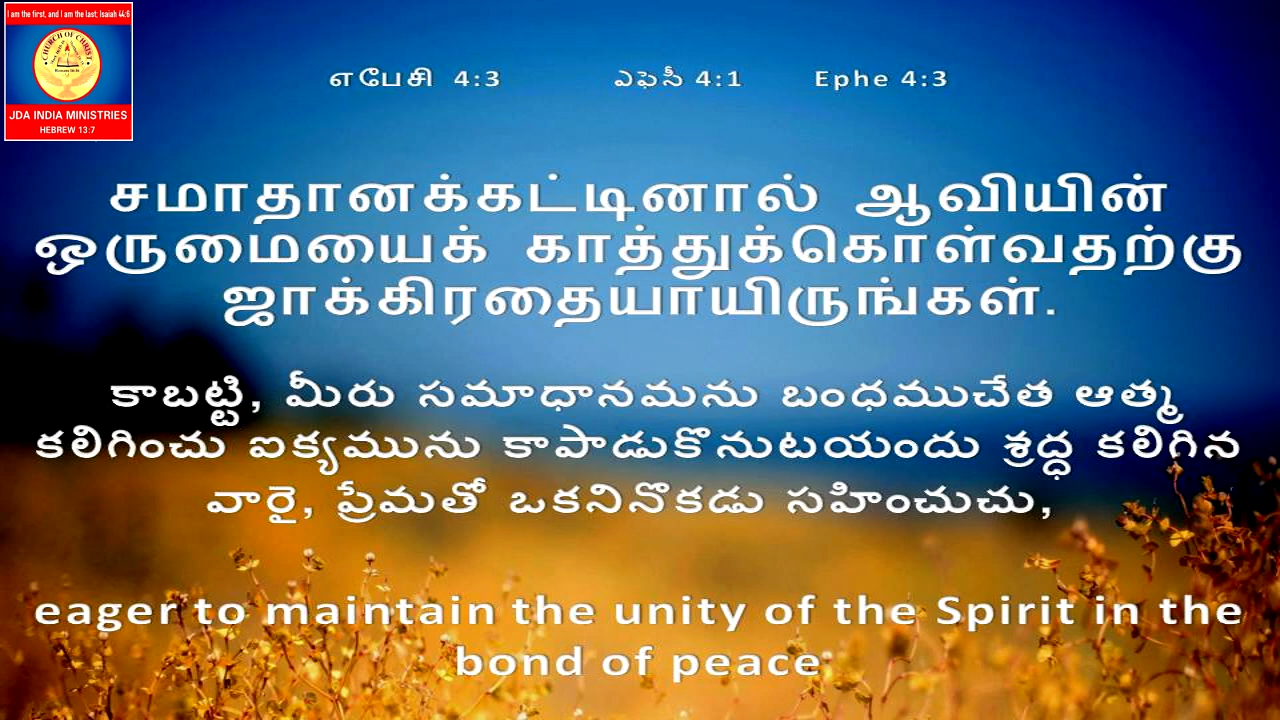 I am the first, and I am the last; Isaiah 44:6
CHURCH OF CHRIST
JDA INDIA MINISTRIES
HEBREW 13:7
எபேசி 4:3 ఎఫెసీ 4:1 Ephe 4:3
சமாதானக்கட்டினால் ஆவியின்
ஒருமையைக் காத்துக்கொள்வதற்கு
ஜாக்கிரதையாயிருங்கள்.
కాబట్టి, మీరు సమాధానమను బంధముచేత ఆత్మ
కలిగించు ఐక్యమును కాపాడుకొనుటయందు శ్రద్ధ కలిగిన
వారై, ప్రేమతో ఒకనినొకడు సహించుచు,
eager to maintain the unity of the Spirit in the
bond of peace